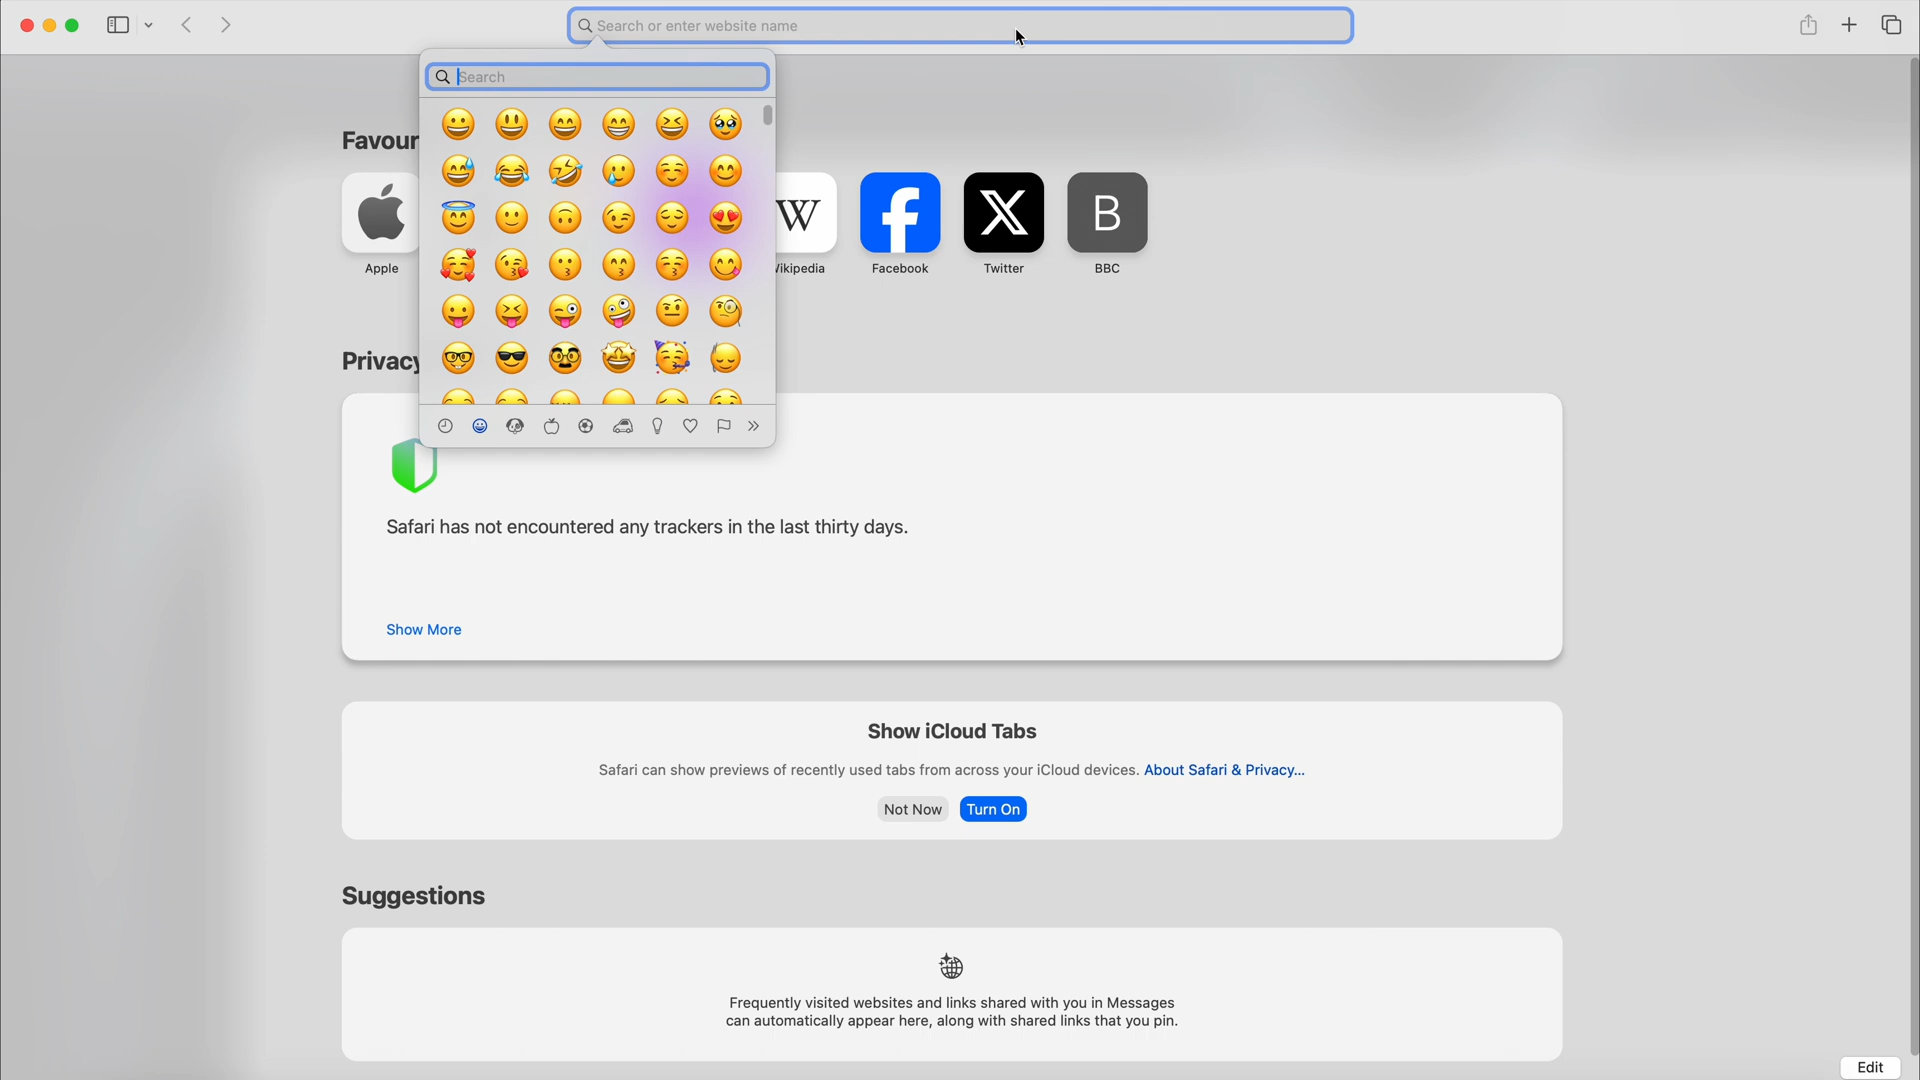 Search or enter website name
Search
Favour
Apple
W
Wikipedia
Facebook
X
Twitter
B
BBC
Privacy
Safari has not encountered any trackers in the last thirty days.
Show More
Show iCloud Tabs
Safari can show previews of recently used tabs from across your iCloud devices. About Safari & Privacy...
Not Now
Turn On
Suggestions
Frequently visited websites and links shared with you in Messages
can automatically appear here, along with shared links that you pin.
Edit